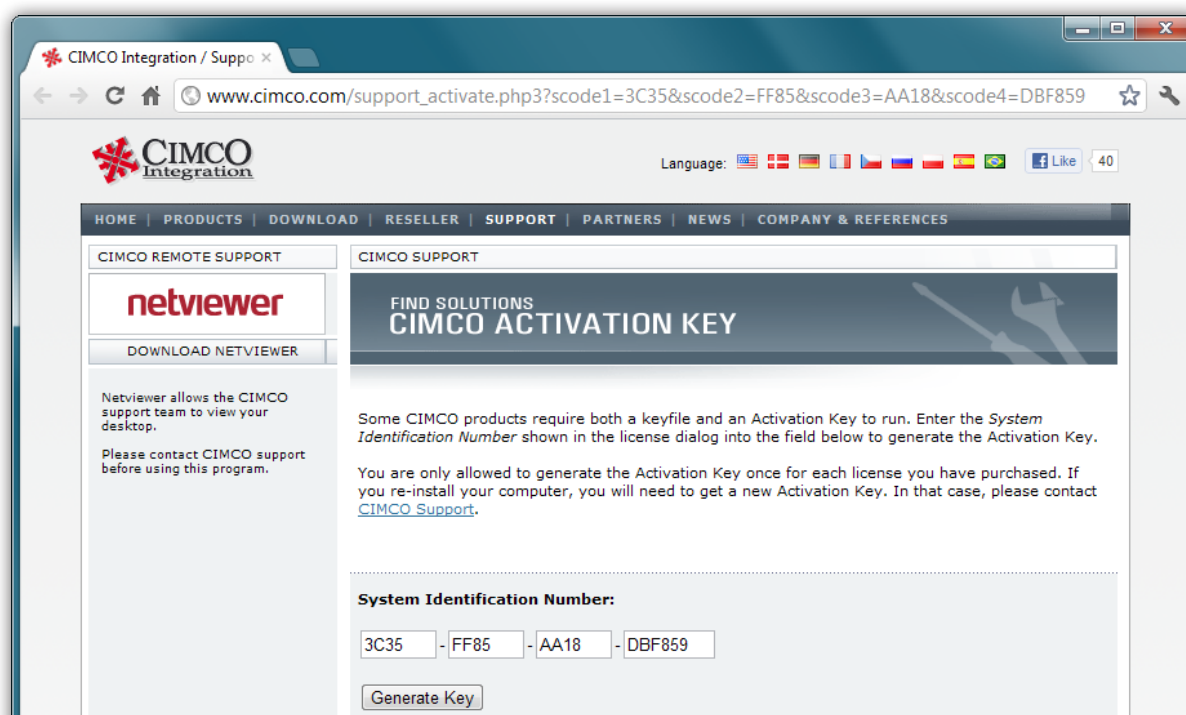 CIMCO Integration / Suppo
www.cimco.com/support_activate.php3?scode1=3C35&scode2=FF85&scode3=AA18&scode4=DBF859
CIMCO
Integration
Language:
Like 40
HOME | PRODUCTS | DOWNLOAD | RESELLER | SUPPORT | PARTNERS | NEWS | COMPANY & REFERENCES
CIMCO REMOTE SUPPORT
netviewer
DOWNLOAD NETVIEWER
Netviewer allows the CIMCO
support team to view your
desktop.
Please contact CIMCO support
before using this program.
CIMCO SUPPORT
FIND SOLUTIONS
CIMCO ACTIVATION KEY
Some CIMCO products require both a keyfile and an Activation Key to run. Enter the System
Identification Number shown in the license dialog into the field below to generate the Activation Key.
You are only allowed to generate the Activation Key once for each license you have purchased. If
you re-install your computer, you will need to get a new Activation Key. In that case, please contact
CIMCO Support.
System Identification Number:
3C35 - FF85 - AA18 - DBF859
Generate Key